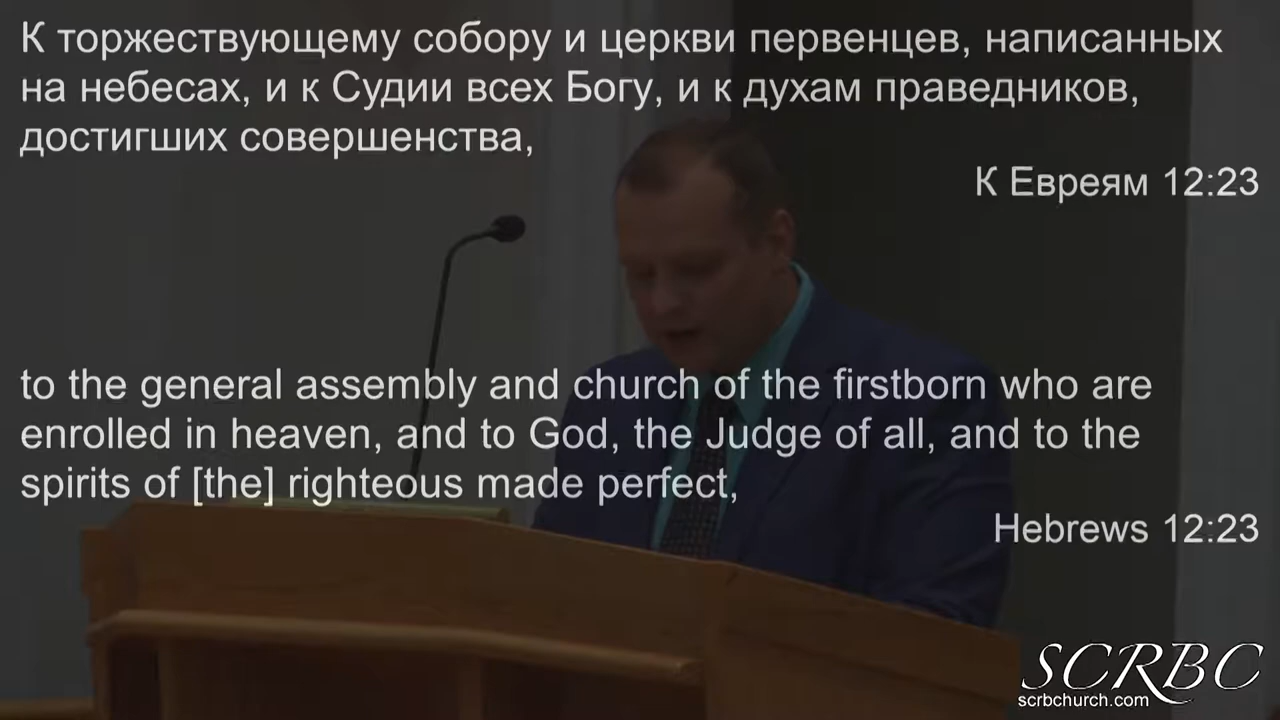 К торжествующему собору и церкви первенцев, написанных
на небесах, и к Судии всех Богу, и к духам праведников,
достигших совершенства,
К Евреям 12:23
to the general assembly and church of the firstborn who are
enrolled in heaven, and to God, the Judge of all, and to the
spirits of [the] righteous made perfect,
Hebrews 12:23
SCRBC
scrbchurch.com